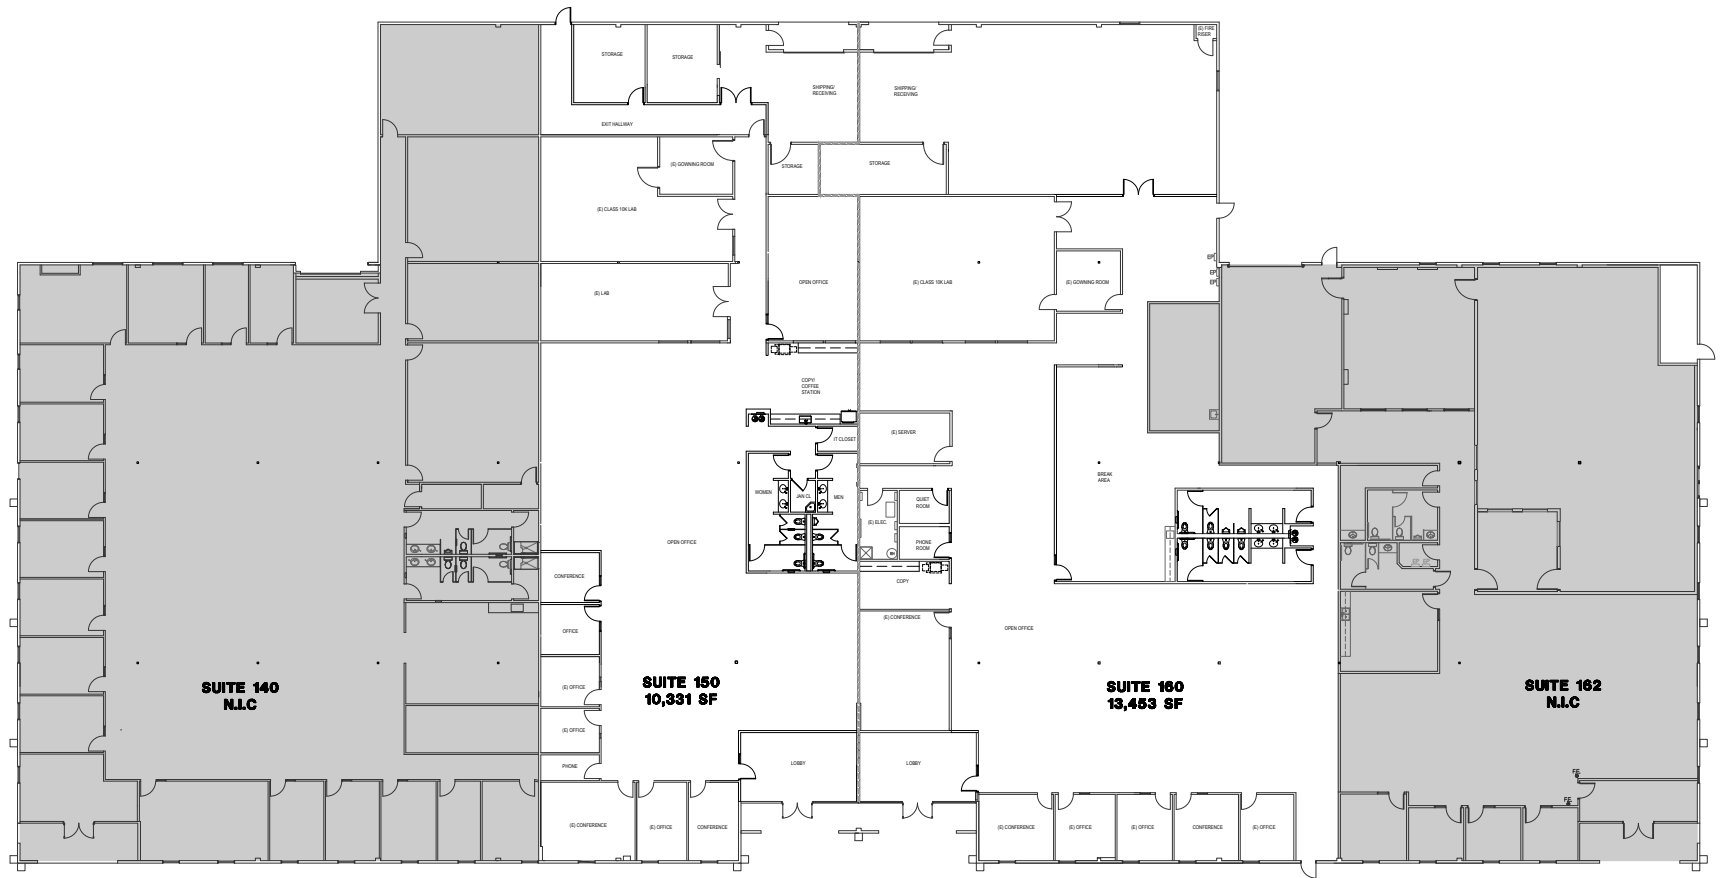 (E) FIRE
RISER
STORAGE
STORAGE
SHIPPING/
RECEIVING
SHIPPING/
RECEIVING
EXIT HALLWAY
(E) GOWNING ROOM
STORAGE
STORAGE
(E) CLASS 10K LAB
EP
EP
EP
(E) LAB
OPEN OFFICE
(E) CLASS 10K LAB
(E) GOWNING ROOM
COPY/
COFFEE
STATION
IT CLOSET
(E) SERVER
BREAK
AREA
WOMEN
JAN CL.
MEN
QUIET
ROOM
(E) ELEC.
OPEN OFFICE
PHONE
ROOM
CONFERENCE
COPY
(E) CONFERENCE
OFFICE
OPEN OFFICE
(E) OFFICE
SUITE 140
N.I.C
SUITE 150
10,331 SF
SUITE 160
13,453 SF
SUITE 162
N.I.C
(E) OFFICE
PHONE
LOBBY
LOBBY
F.E.
F.E.
(E) CONFERENCE
(E) OFFICE
CONFERENCE
(E) CONFERENCE
(E) OFFICE
(E) OFFICE
CONFERENCE
(E) OFFICE